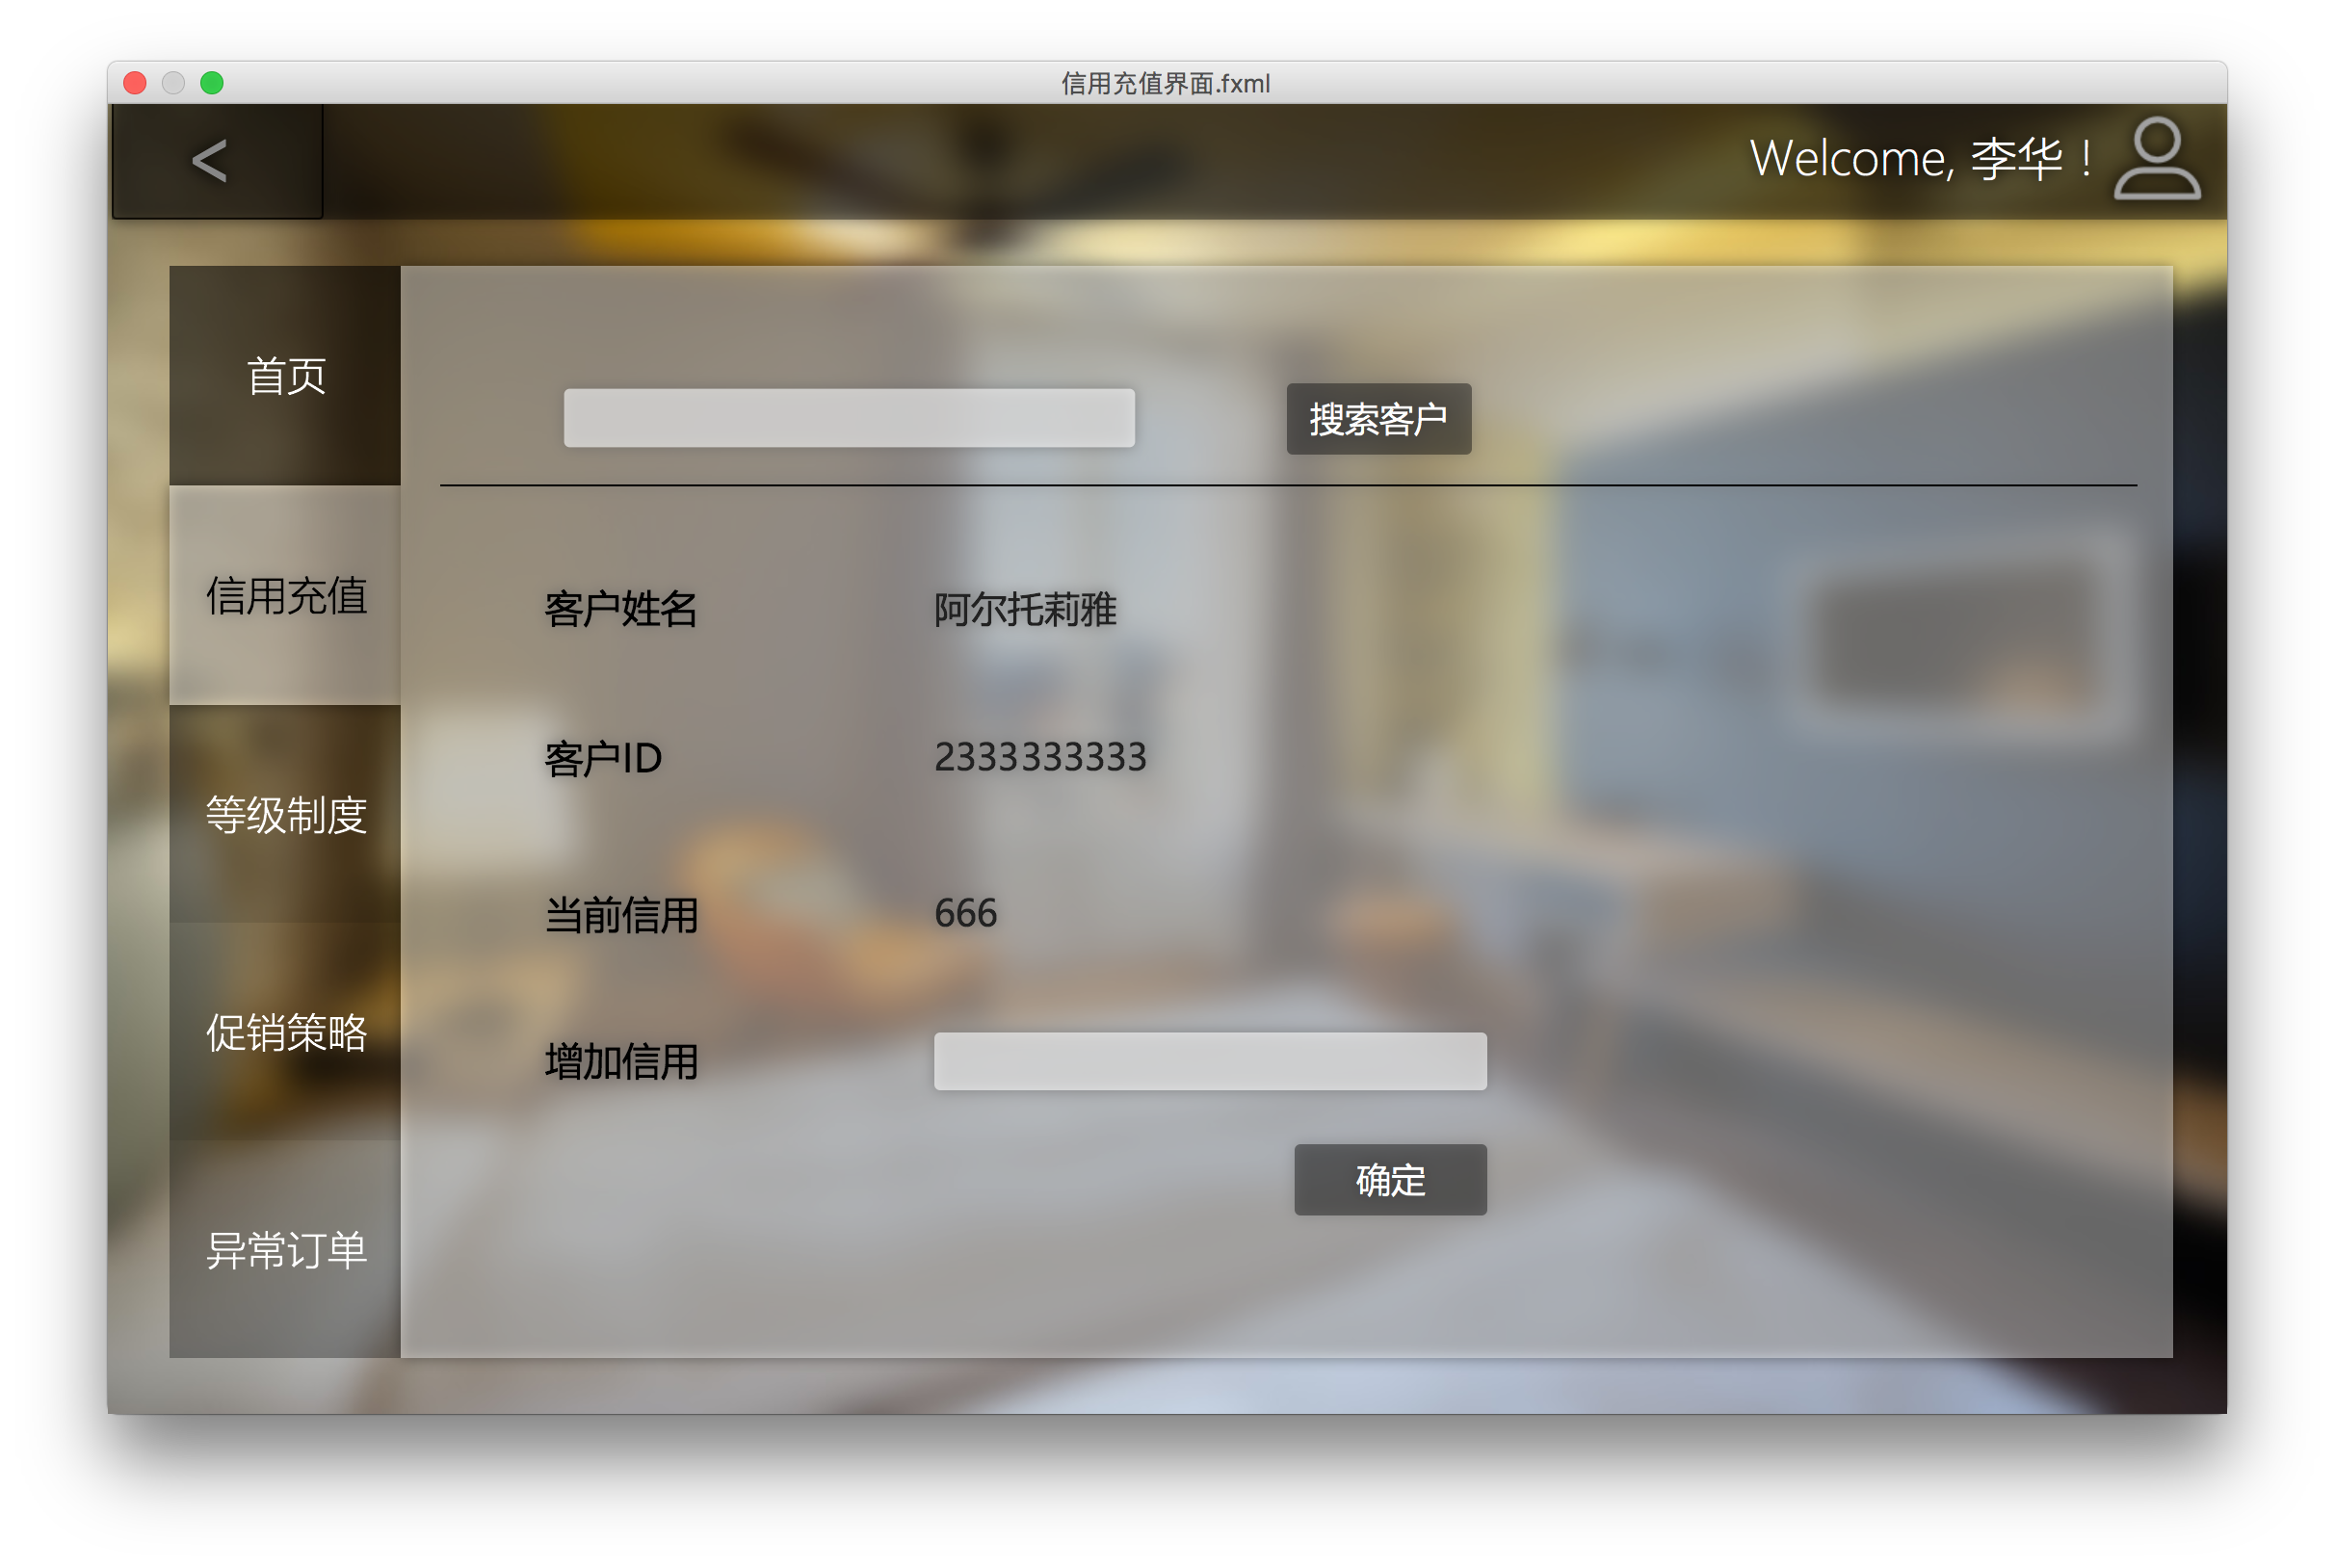 信用充值界面.fxml
<
Welcome, 李华！
首页
信用充值
等级制度
促销策略
异常订单
搜索客户
客户姓名 阿尔托莉雅
客户ID 2333333333
当前信用 666
增加信用
确定